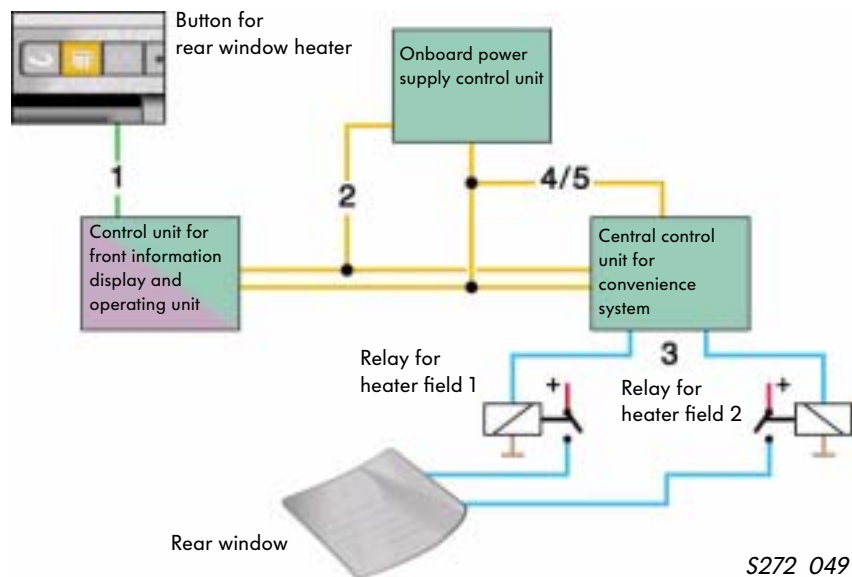 Button for
rear window heater
Onboard power
supply control unit
1
2
4/5
Control unit for
front information
display and
operating unit
Central control
unit for
convenience
system
3
Relay for
heater field 1
+
Relay for
heater field 2
+
Rear window
S272_049